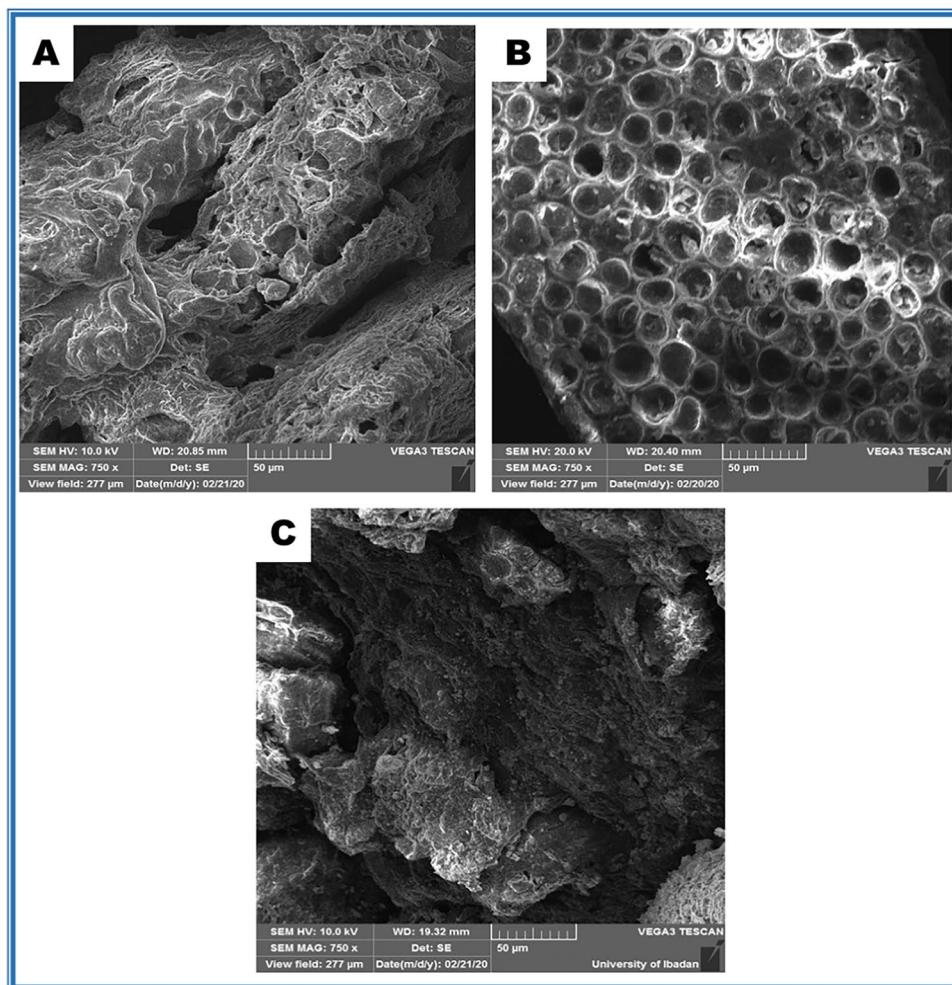 A
SEM HV: 10.0 kV WD: 20.85 mm VEGA3 TESCAN
SEM MAG: 750 x Det: SE 50 µm
View field: 277 µm Date(m/d/y): 02/21/20
B
SEM HV: 20.0 kV WD: 20.40 mm VEGA3 TESCAN
SEM MAG: 750 x Det: SE 50 µm
View field: 277 µm Date(m/d/y): 02/20/20
C
SEM HV: 10.0 kV WD: 19.32 mm VEGA3 TESCAN
SEM MAG: 750 x Det: SE 50 µm
View field: 277 µm Date(m/d/y): 02/21/20 University of Ibadan